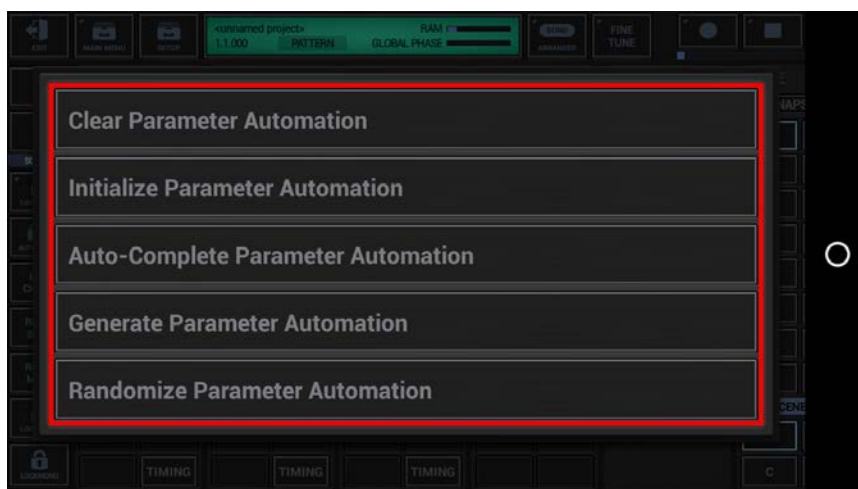 EXIT
MAIN MENU
SETUP
<unnamed project>
RAM
1.1.000
PATTERN
GLOBAL PHASE
SONG
ARRANGER
FINE
TUNE
Clear Parameter Automation
Initialize Parameter Automation
Auto-Complete Parameter Automation
Generate Parameter Automation
Randomize Parameter Automation
TIMING
TIMING
TIMING
C